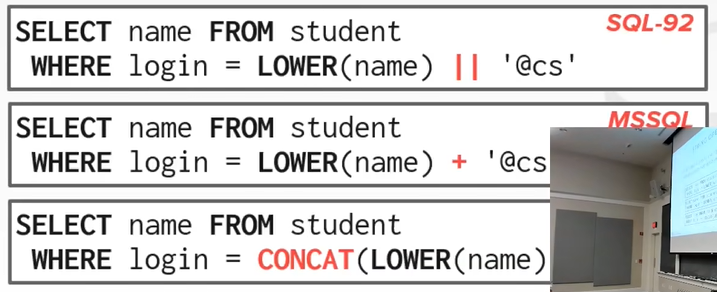 SQL-92
SELECT name FROM student
WHERE login = LOWER(name) || '@cs'
MSSQL
SELECT name FROM student
WHERE login = LOWER(name) + '@cs
SELECT name FROM student
WHERE login = CONCAT(LOWER(name)